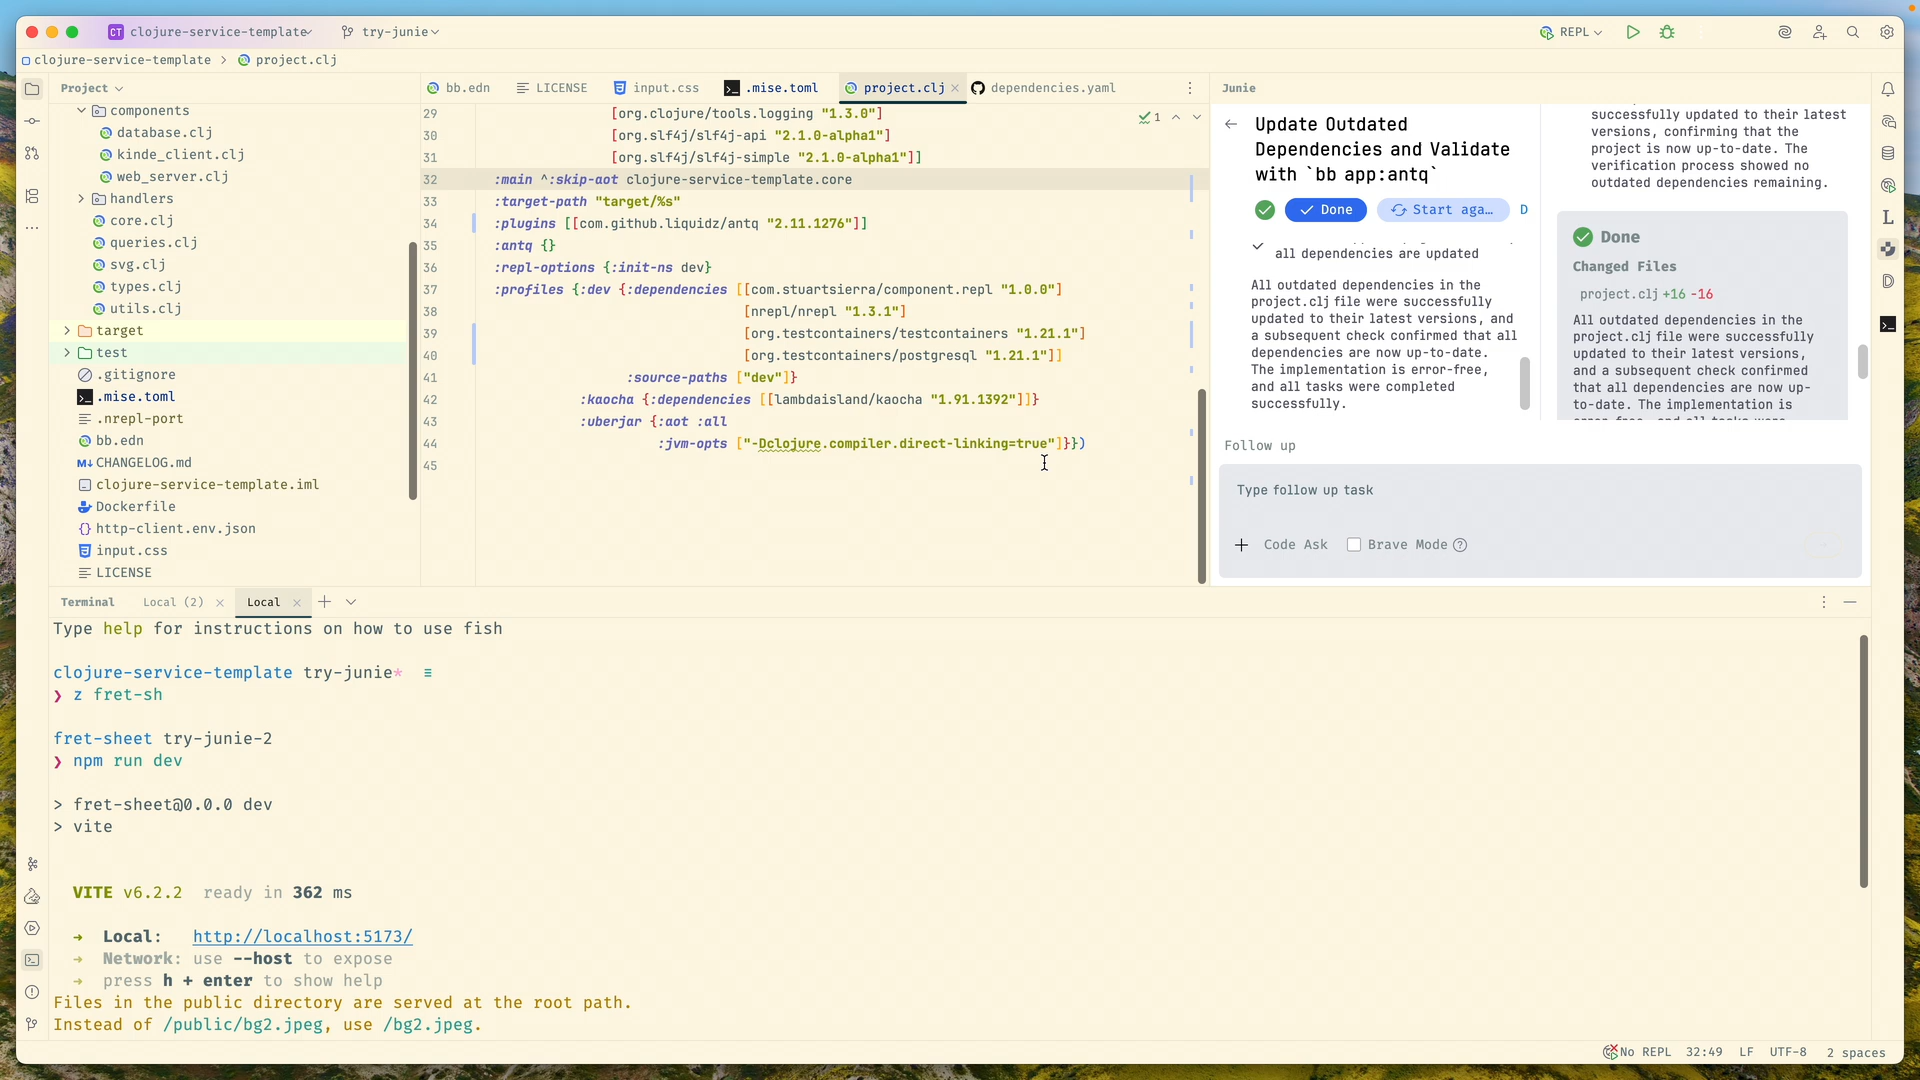 CT clojure-service-template
try-junie
REPL
clojure-service-template > project.clj
Project
components
database.clj
kinde_client.clj
web_server.clj
handlers
core.clj
queries.clj
svg.clj
types.clj
utils.clj
target
test
.gitignore
.mise.toml
.nrepl-port
bb.edn
CHANGELOG.md
clojure-service-template.iml
Dockerfile
http-client.env.json
input.css
LICENSE
bb.edn
LICENSE
input.css
.mise.toml
project.clj
dependencies.yaml
1
29 [org.clojure/tools.logging "1.3.0"]
30 [org.slf4j/slf4j-api "2.1.0-alpha1"]
31 [org.slf4j/slf4j-simple "2.1.0-alpha1"]]
32 :main ^:skip-aot clojure-service-template.core
33 :target-path "target/%s"
34 :plugins [[com.github.liquidz/antq "2.11.1276"]]
35 :antq {}
36 :repl-options {:init-ns dev}
37 :profiles {:dev {:dependencies [[com.stuartsierra/component.repl "1.0.0"]
38 [nrepl/nrepl "1.3.1"]
39 [org.testcontainers/testcontainers "1.21.1"]
40 [org.testcontainers/postgresql "1.21.1"]]
41 :source-paths ["dev"]}
42 :kaocha {:dependencies [[lambdaisland/kaocha "1.91.1392"]]}
43 :uberjar {:aot :all
44 :jvm-opts ["-Dclojure.compiler.direct-linking=true"]}})
45
Junie
Update Outdated
Dependencies and Validate
with `bb app:antq`
Done
Start aga…
D
all dependencies are updated
All outdated dependencies in the
project.clj file were successfully
updated to their latest versions, and
a subsequent check confirmed that all
dependencies are now up-to-date.
The implementation is error-free,
and all tasks were completed
successfully.
successfully updated to their latest
versions, confirming that the
project is now up-to-date. The
verification process showed no
outdated dependencies remaining.
Done
Changed Files
project.clj +16 -16
All outdated dependencies in the
project.clj file were successfully
updated to their latest versions,
and a subsequent check confirmed
that all dependencies are now up-
to-date. The implementation is
Follow up
Type follow up task
Code Ask
Brave Mode
L
D
Terminal
Local (2)
Local
Type help for instructions on how to use fish
clojure-service-template try-junie* ≡
❯ z fret-sh
fret-sheet try-junie-2
❯ npm run dev
> fret-sheet@0.0.0 dev
> vite
VITE v6.2.2 ready in 362 ms
➜ Local: http://localhost:5173/
➜ Network: use --host to expose
➜ press h + enter to show help
Files in the public directory are served at the root path.
Instead of /public/bg2.jpeg, use /bg2.jpeg.
No REPL
32:49
LF
UTF-8
2 spaces